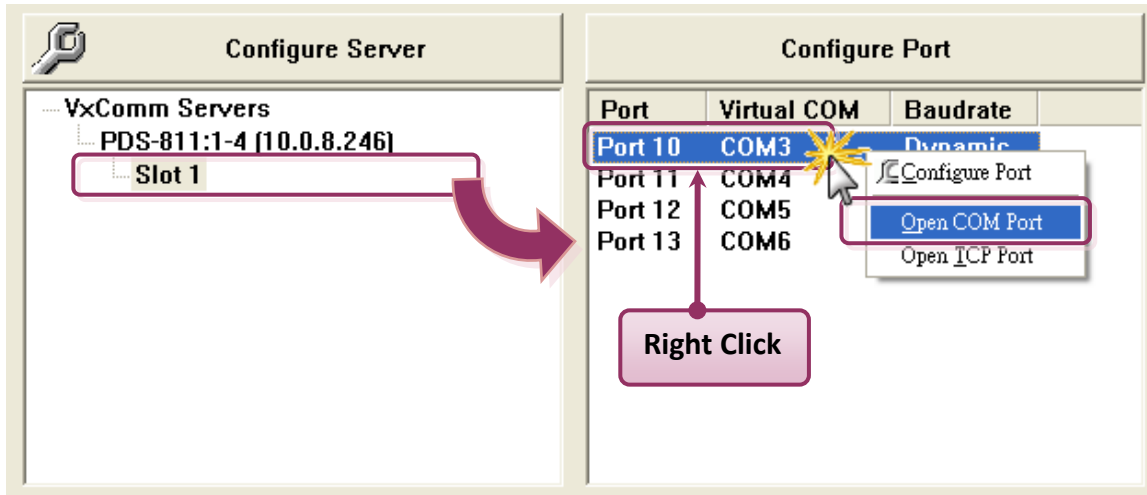 Configure Server
VxComm Servers
PDS-811:1-4 (10.0.8.246)
Slot 1
Configure Port
Port Virtual COM Baudrate
Port 10 COM3 Dynamic
Port 11 COM4
Port 12 COM5
Port 13 COM6
Configure Port
Open COM Port
Open TCP Port
Right Click